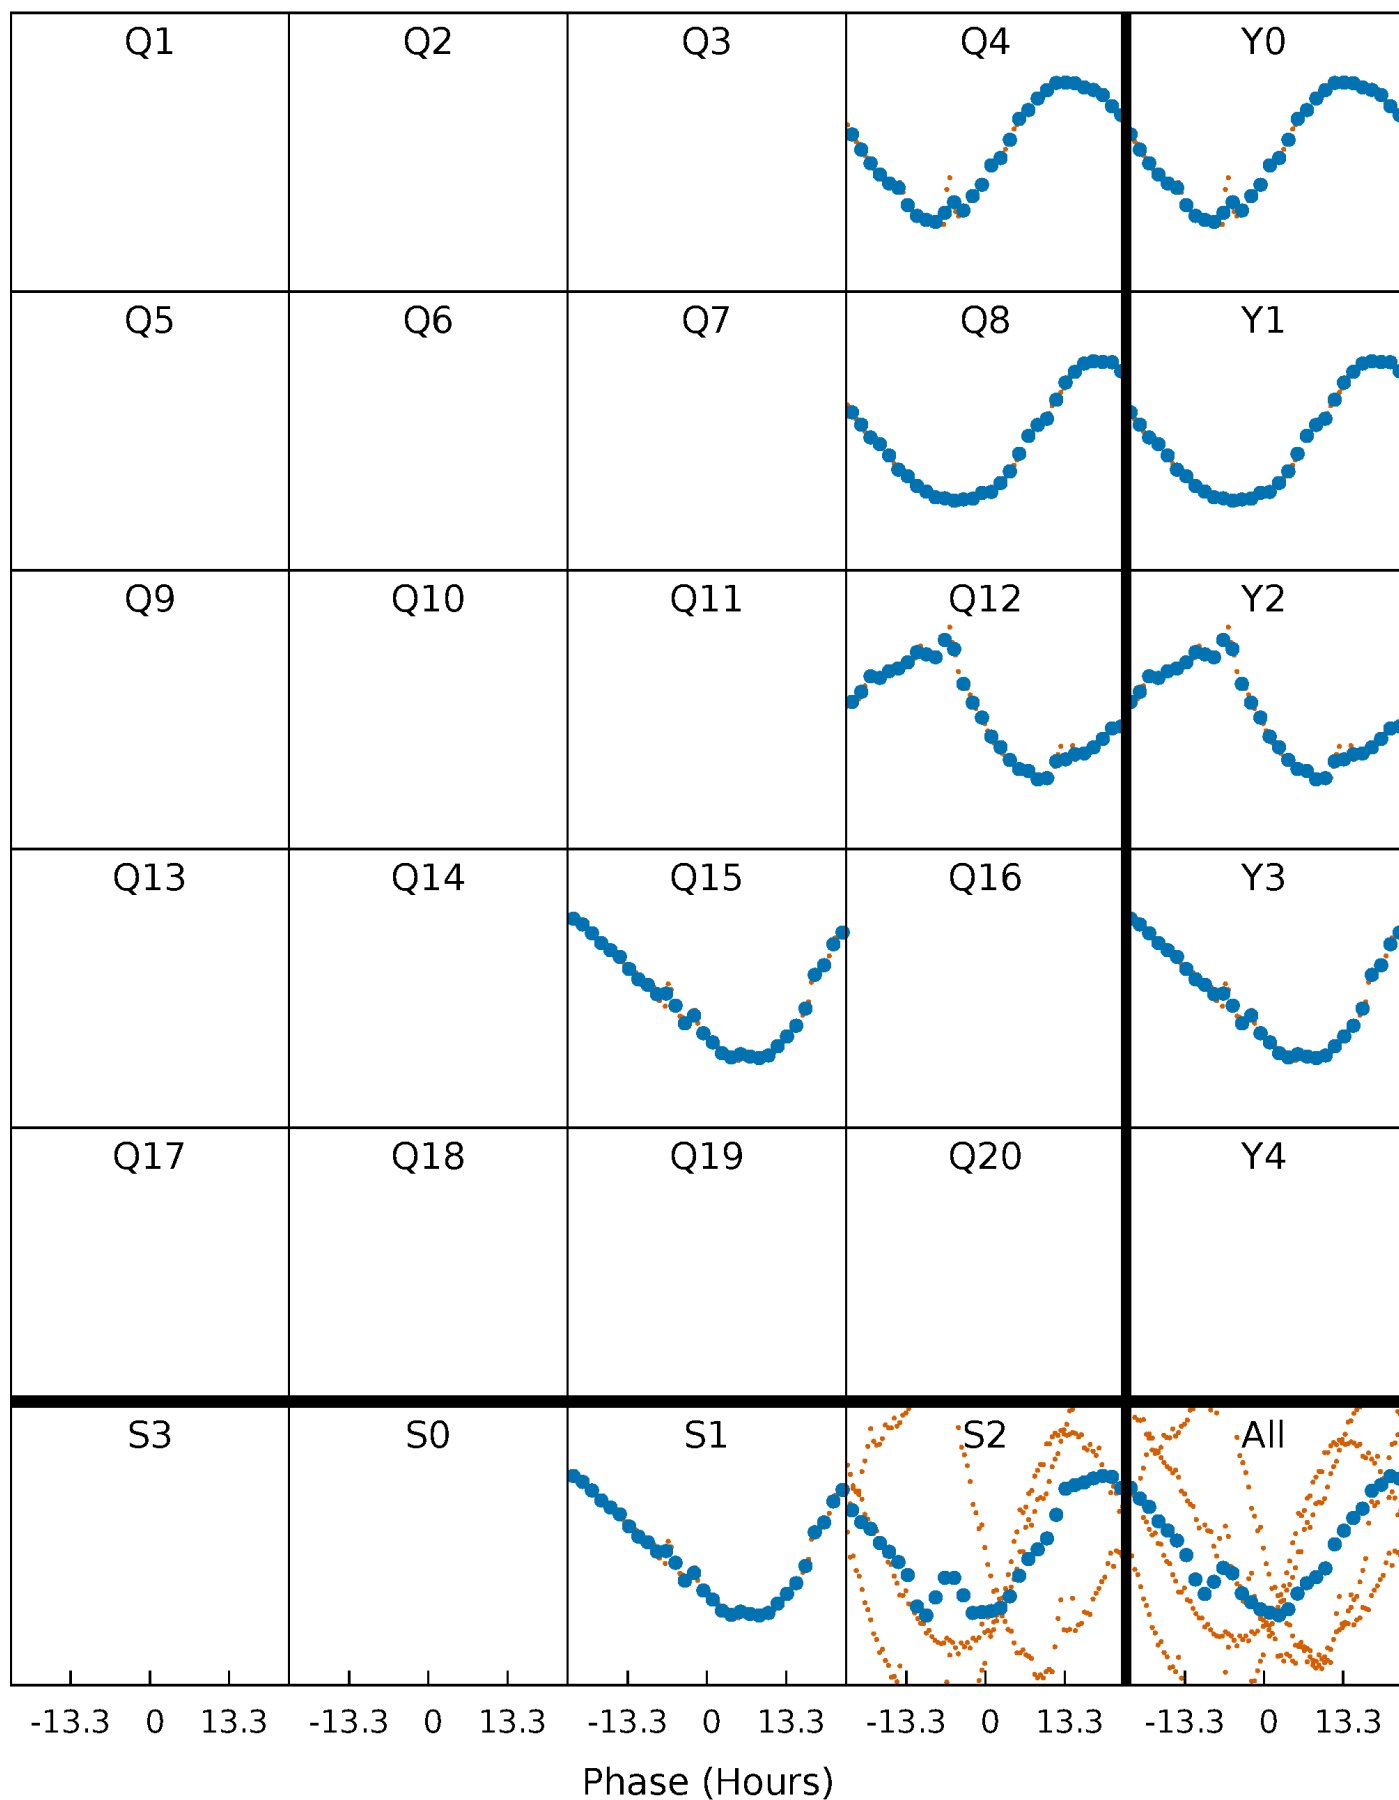 Q1 Q2 Q3 Q4 Y0
Q5 Q6 Q7 Q8 Y1
Q9 Q10 Q11 Q12 Y2
Q13 Q14 Q15 Q16 Y3
Q17 Q18 Q19 Q20 Y4
S3 S0 S1 S2 All
-13.3 0 13.3 -13.3 0 13.3 -13.3 0 13.3 -13.3 0 13.3 -13.3 0 13.3
Phase (Hours)